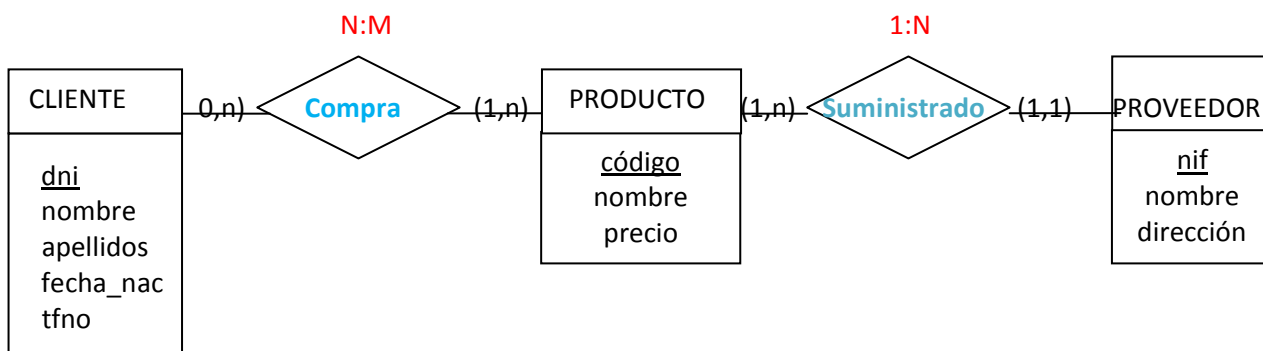 N:M
1:N
CLIENTE
0,n)
Compra
(1,n)
PRODUCTO
(1,n)
Suministrado
(1,1)
PROVEEDOR
dni
nombre
apellidos
fecha_nac
tfno
código
nombre
precio
nif
nombre
dirección